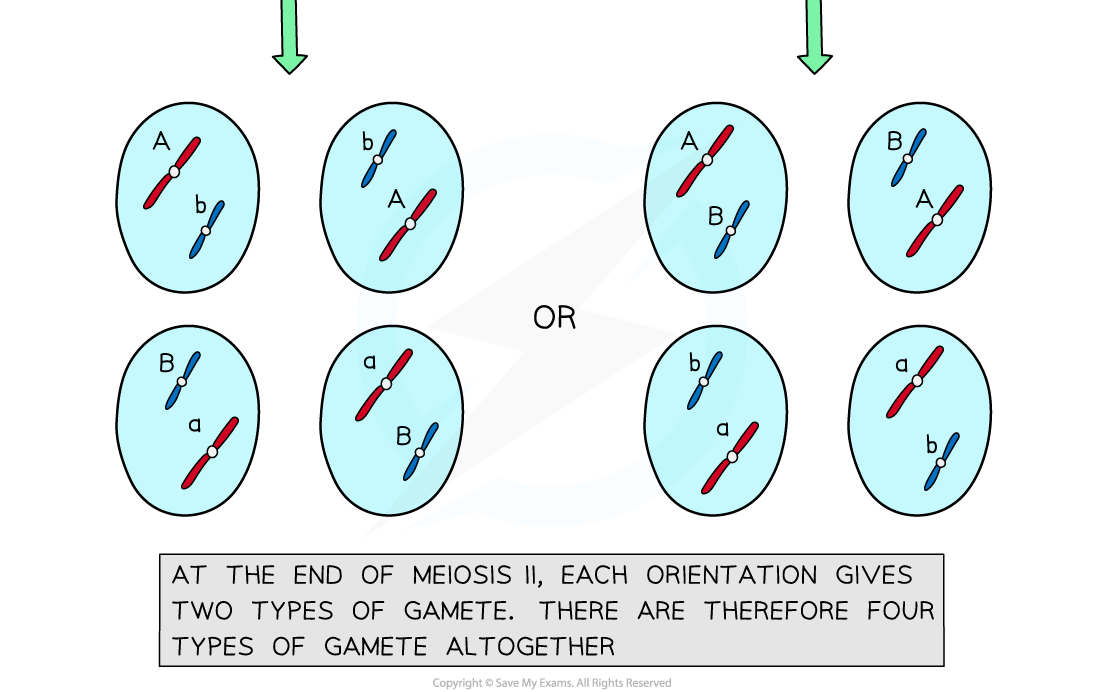 A
b
b
A
A
B
B
A
OR
B
a
a
B
b
a
a
b
AT THE END OF MEIOSIS II, EACH ORIENTATION GIVES
TWO TYPES OF GAMETE. THERE ARE THEREFORE FOUR
TYPES OF GAMETE ALTOGETHER
Copyright © Save My Exams. All Rights Reserved